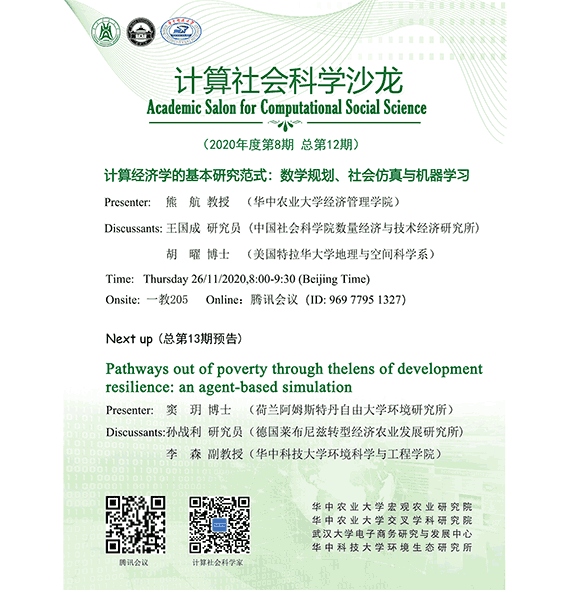 计算社会科学沙龙
Academic Salon for Computational Social Science
（2020年度第8期 总第12期）
计算经济学的基本研究范式：数学规划、社会仿真与机器学习
Presenter: 熊 航 教授 （华中农业大学经济管理学院）
Discussants: 王国成 研究员（中国社会科学院数量经济与技术经济研究所）
胡 曜 博士 （美国特拉华大学地理与空间科学系）
Time: Thursday 26/11/2020,8:00-9:30 (Beijing Time)
Onsite: 一教205 Online：腾讯会议（ID: 969 7795 1327）
Next up（总第13期预告）
Pathways out of poverty through thelens of development
resilience: an agent-based simulation
Presenter: 窦 玥 博士 （荷兰阿姆斯特丹自由大学环境研究所）
Discussants:孙战利 研究员（德国莱布尼兹转型经济农业发展研究所）
李 森 副教授（华中科技大学环境科学与工程学院）
华中农业大学宏观农业研究院
华中农业大学交叉学科研究院
武汉大学电子商务研究与发展中心
华中科技大学环境生态研究所
腾讯会议
计算社会科学家